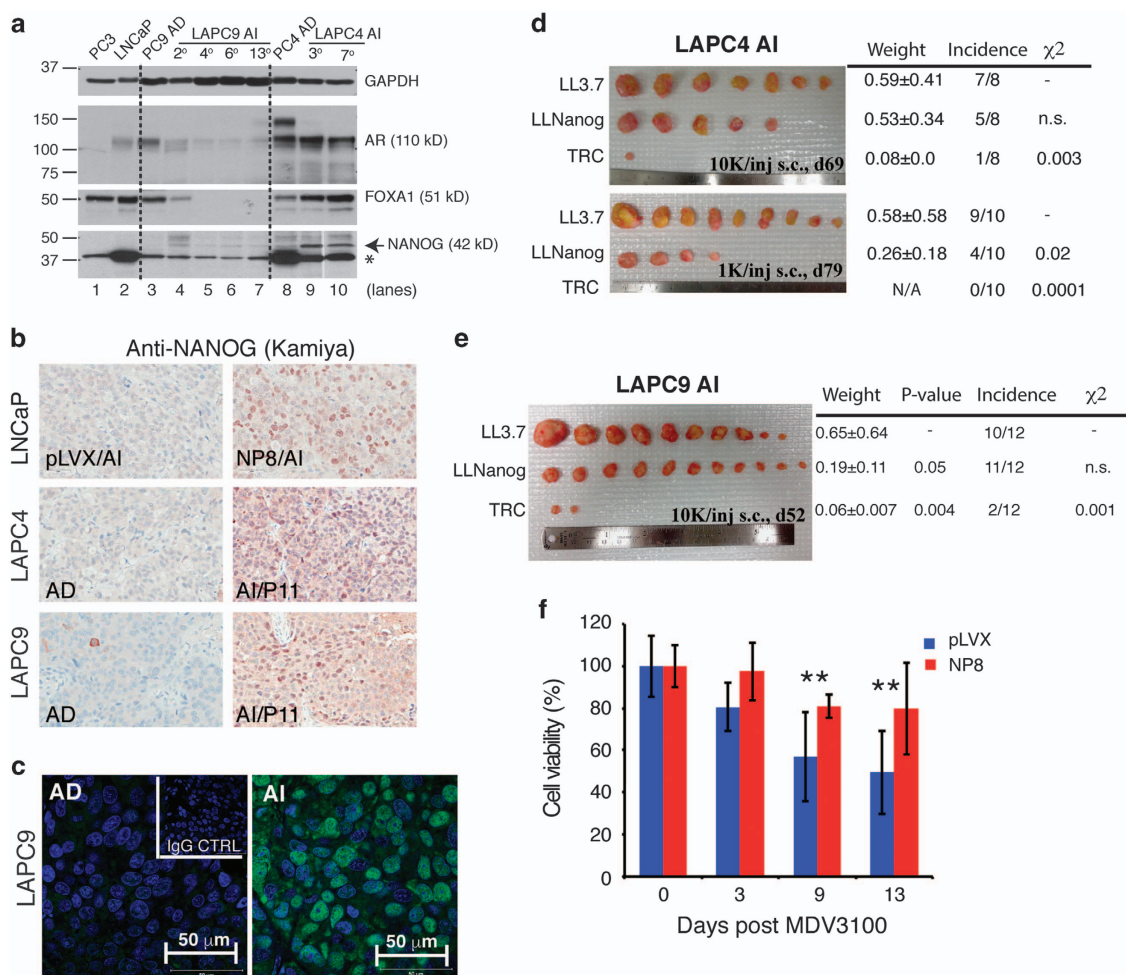 a
PC3 LNCaP PC9 AD LAPC9 AI PC4 AD LAPC4 AI
2° 4° 6° 13° 3° 7°
37
GAPDH
150
100
75
AR (110 kD)
50
FOXA1 (51 kD)
50
37
NANOG (42 kD)
*
1 2 3 4 5 6 7 8 9 10 (lanes)
b
Anti-NANOG (Kamiya)
LNCaP
pLVX/AI NP8/AI
LAPC4
AD AI/P11
LAPC9
AD AI/P11
c
LAPC9
AD
IgG CTRL
50 μm
AI
50 μm
d
LAPC4 AI
Weight Incidence χ2
LL3.7 0.59±0.41 7/8 -
LLNanog 0.53±0.34 5/8 n.s.
TRC 0.08±0.0 1/8 0.003
10K/inj s.c., d69
LL3.7 0.58±0.58 9/10 -
LLNanog 0.26±0.18 4/10 0.02
1K/inj s.c., d79
TRC N/A 0/10 0.0001
e
LAPC9 AI
Weight P-value Incidence χ2
LL3.7 0.65±0.64 - 10/12 -
LLNanog 0.19±0.11 0.05 11/12 n.s.
TRC 0.06±0.007 0.004 2/12 0.001
10K/inj s.c., d52
f
Cell viability (%)
120
100
80
60
40
20
0
pLVX
NP8
** **
0 3 9 13
Days post MDV3100